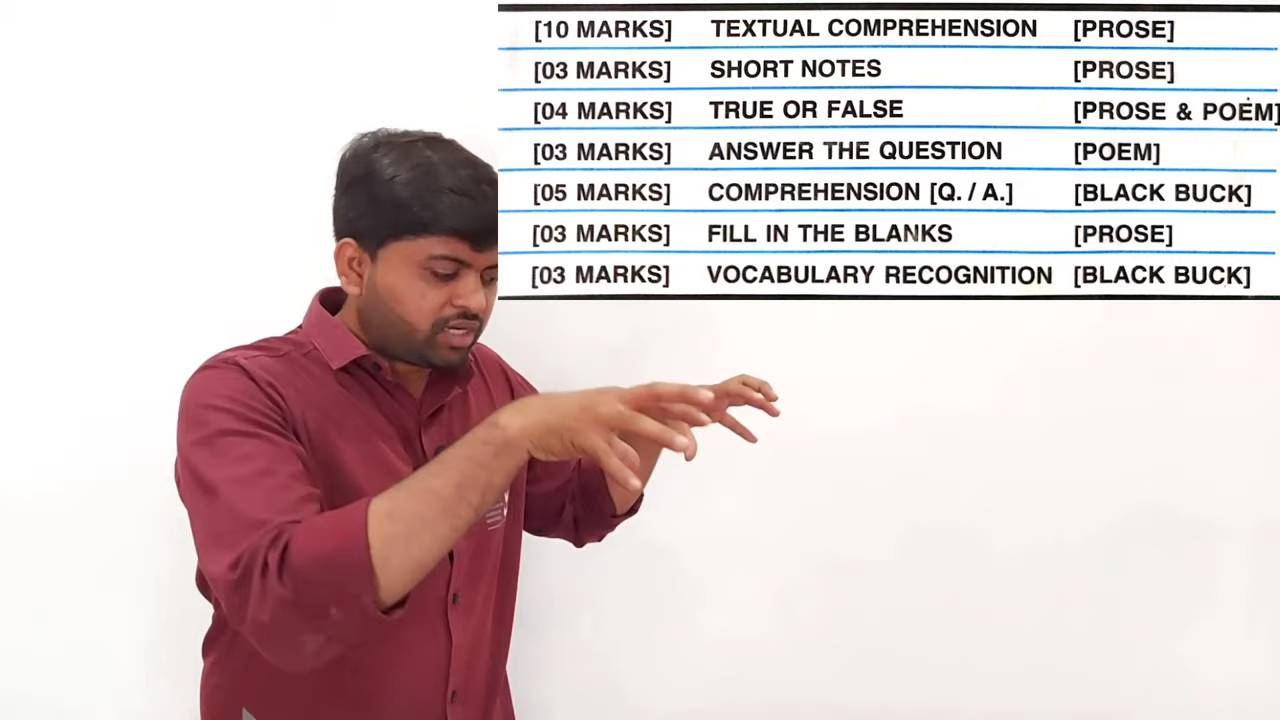 [10 MARKS] TEXTUAL COMPREHENSION [PROSE]
[03 MARKS] SHORT NOTES [PROSE]
[04 MARKS] TRUE OR FALSE [PROSE & POEM]
[03 MARKS] ANSWER THE QUESTION [POEM]
[05 MARKS] COMPREHENSION [Q. / A.] [BLACK BUCK]
[03 MARKS] FILL IN THE BLANKS [PROSE]
[03 MARKS] VOCABULARY RECOGNITION [BLACK BUCK]